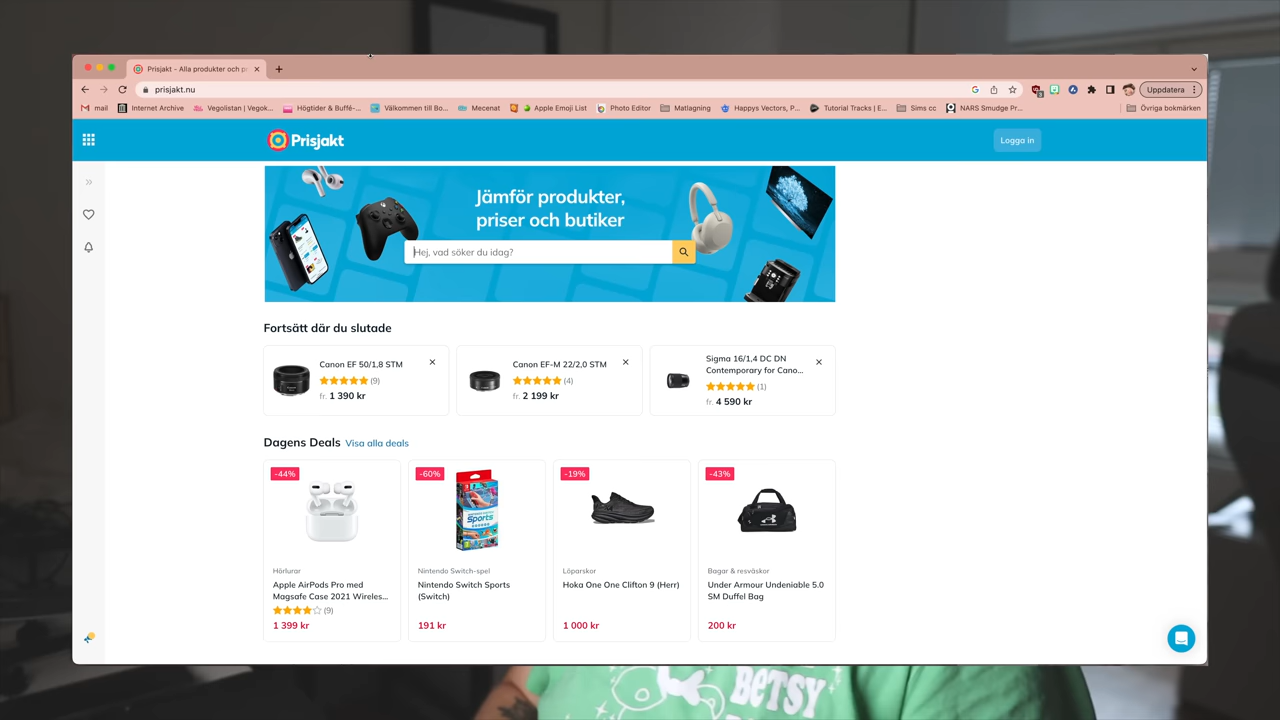 Prisjakt - Alla produkter och p
prisjakt.nu
Uppdatera
mail
Internet Archive
Vegolistan | Vegok...
Högtider & Buffé-...
Välkommen till Bo...
Mecenat
Apple Emoji List
Photo Editor
Matlagning
Happys Vectors, P...
Tutorial Tracks | E...
Sims cc
NARS Smudge Pr...
Övriga bokmärken
Prisjakt
Logga in
Jämför produkter,
priser och butiker
Hej, vad söker du idag?
Fortsätt där du slutade
Canon EF 50/1,8 STM
(9)
fr. 1 390 kr
Canon EF-M 22/2,0 STM
(4)
fr. 2 199 kr
Sigma 16/1,4 DC DN
Contemporary for Cano...
(1)
fr. 4 590 kr
Dagens Deals Visa alla deals
-44%
Hörlurar
Apple AirPods Pro med
Magsafe Case 2021 Wireles...
(9)
1 399 kr
-60%
Sports
Nintendo Switch-spel
Nintendo Switch Sports
(Switch)
191 kr
-19%
Löparskor
Hoka One One Clifton 9 (Herr)
1 000 kr
-43%
Bagar & resväskor
Under Armour Undeniable 5.0
SM Duffel Bag
200 kr
BETSY